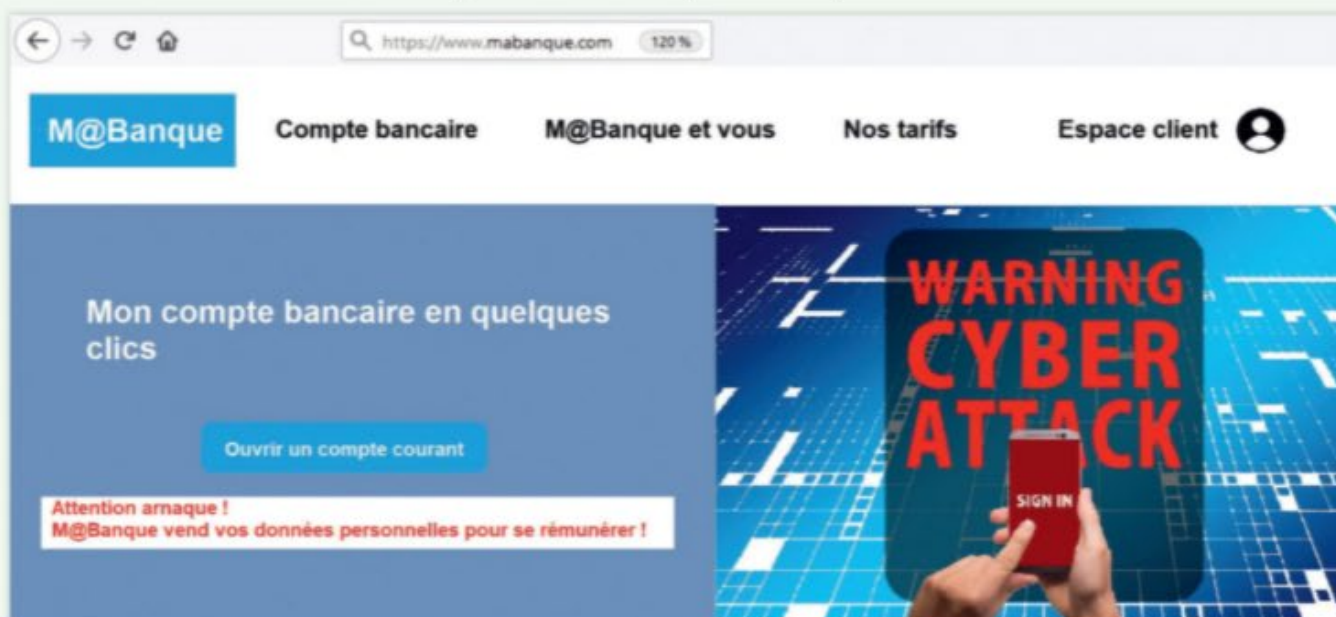 https://www.mabanque.com 120 %
M@Banque Compte bancaire M@Banque et vous Nos tarifs Espace client
Mon compte bancaire en quelques
clics
Ouvrir un compte courant
Attention arnaque !
M@Banque vend vos données personnelles pour se rémunérer !
WARNING
CYBER
ATTACK
SIGN IN